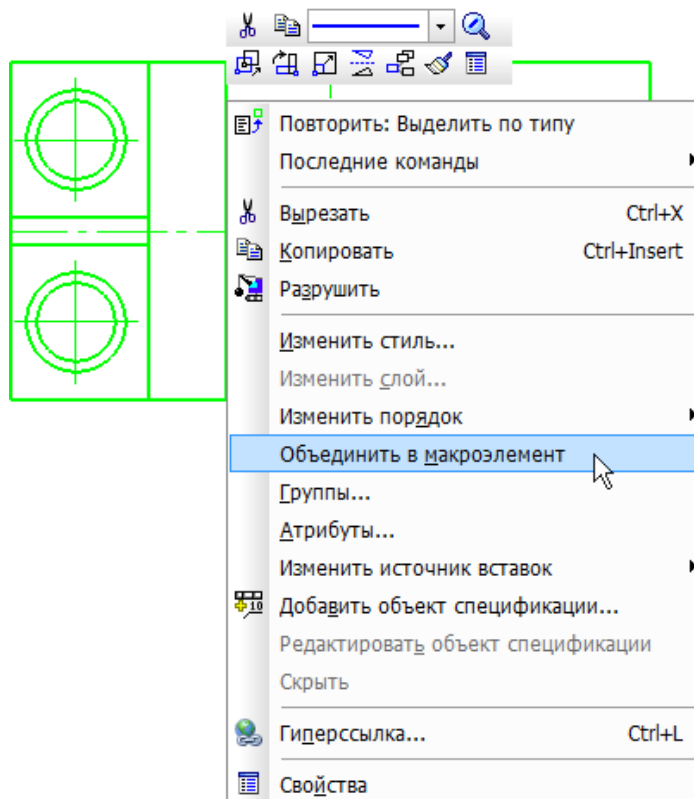 Повторить: Выделить по типу
Последние команды
Вырезать Ctrl+X
Копировать Ctrl+Insert
Разрушить
Изменить стиль...
Изменить слой...
Изменить порядок
Объединить в макроэлемент
Группы...
Атрибуты...
Изменить источник вставок
Добавить объект спецификации...
Редактировать объект спецификации
Скрыть
Гиперссылка... Ctrl+L
Свойства